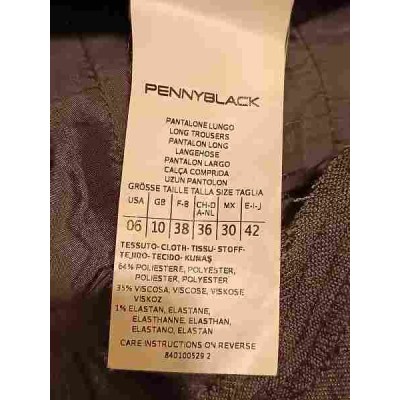 PENNYBLACK
PANTALONE LUNGO
LONG TROUSERS
PANTALON LONG
LANGEHOSE
PANTALON LARGO
CALÇA COMPRIDA
UZUN PANTOLON
GRÖSSE TAILLE TALLA SIZE TAGLIA
USA GB F-B CH-D A-NL MX E-I-J
06 10 38 36 30 42
TESSUTO-CLOTH-TISSU-STOFF-
TEJIDO-TECIDO-KUMAŞ
64% POLIESTERE, POLYESTER,
POLIESTER, POLYESTER
35% VISCOSA, VISCOSE, VISKOSE
VISKOZ
1% ELASTAN, ELASTANE,
ELASTHANNE, ELASTHAN,
ELASTANO, ELASTAN
CARE INSTRUCTIONS ON REVERSE
840100529 2